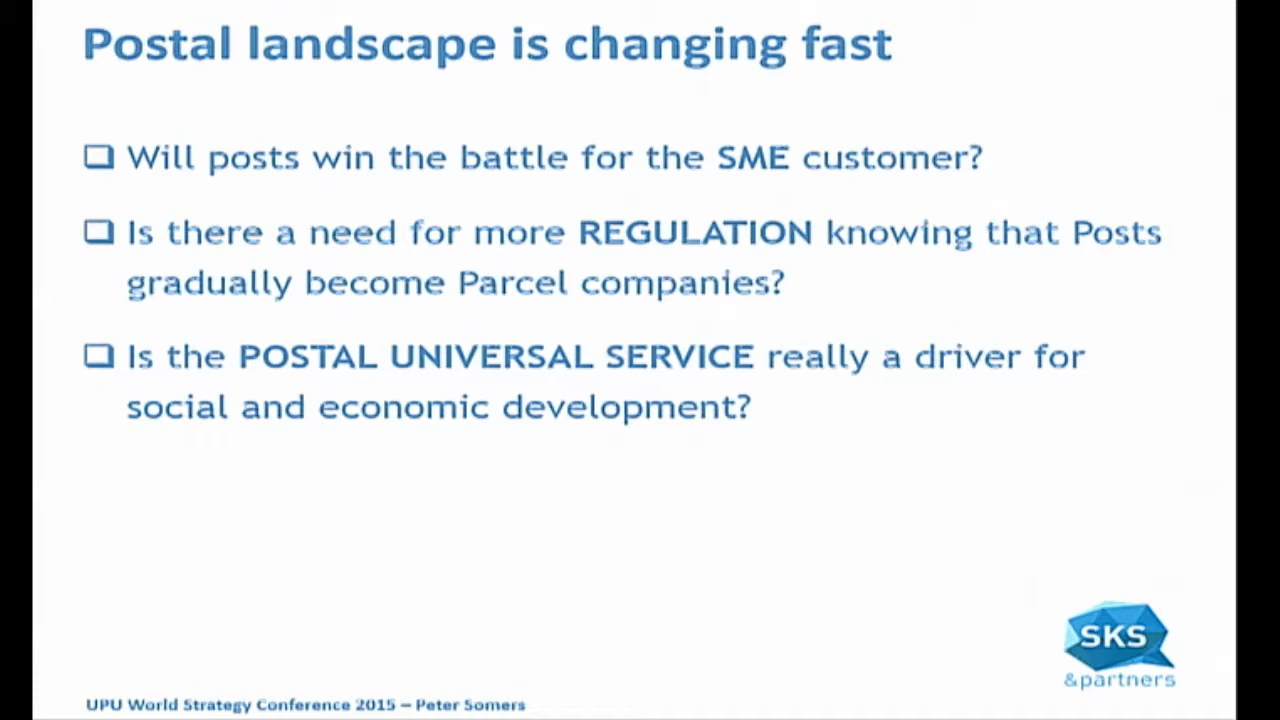 Postal landscape is changing fast
Will posts win the battle for the SME customer?
Is there a need for more REGULATION knowing that Posts
gradually become Parcel companies?
Is the POSTAL UNIVERSAL SERVICE really a driver for
social and economic development?
SKS
&partners
UPU World Strategy Conference 2015 – Peter Somers